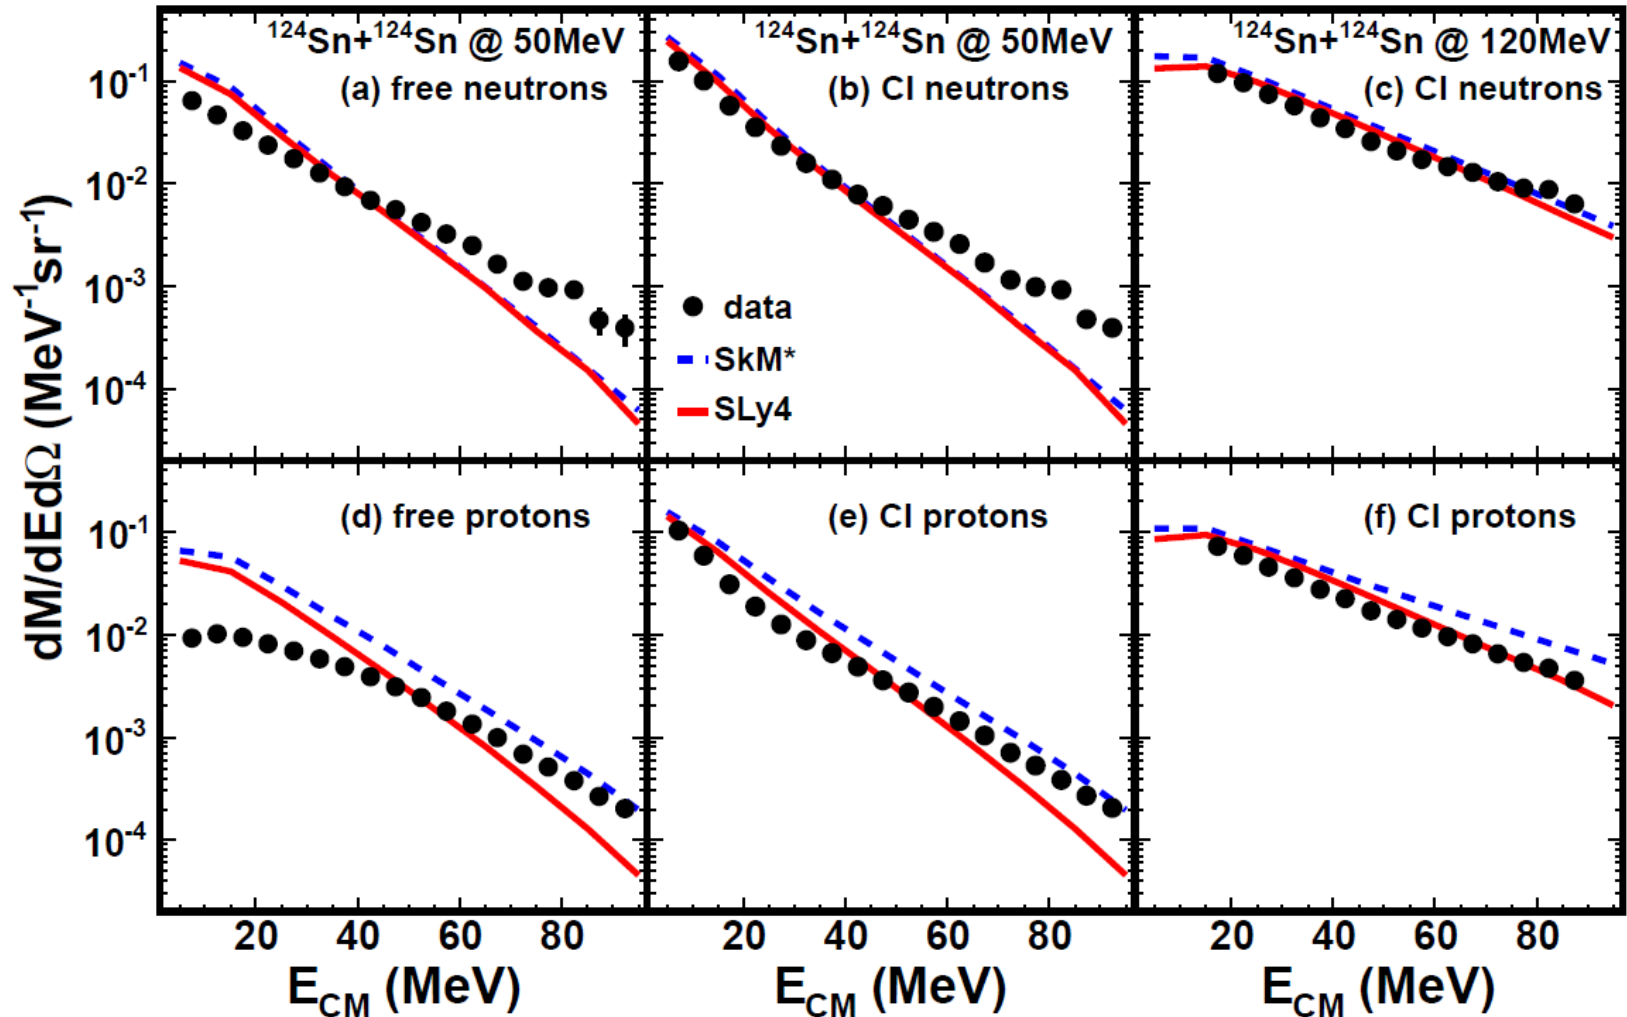 ¹²⁴Sn+¹²⁴Sn @ 50MeV
(a) free neutrons
¹²⁴Sn+¹²⁴Sn @ 50MeV
(b) CI neutrons
¹²⁴Sn+¹²⁴Sn @ 120MeV
(c) CI neutrons
10⁻¹
10⁻²
10⁻³
10⁻⁴
data
SkM*
SLy4
dM/dEdΩ (MeV⁻¹sr⁻¹)
(d) free protons
(e) CI protons
(f) CI protons
10⁻¹
10⁻²
10⁻³
10⁻⁴
20 40 60 80
20 40 60 80
20 40 60 80
E_CM (MeV)
E_CM (MeV)
E_CM (MeV)